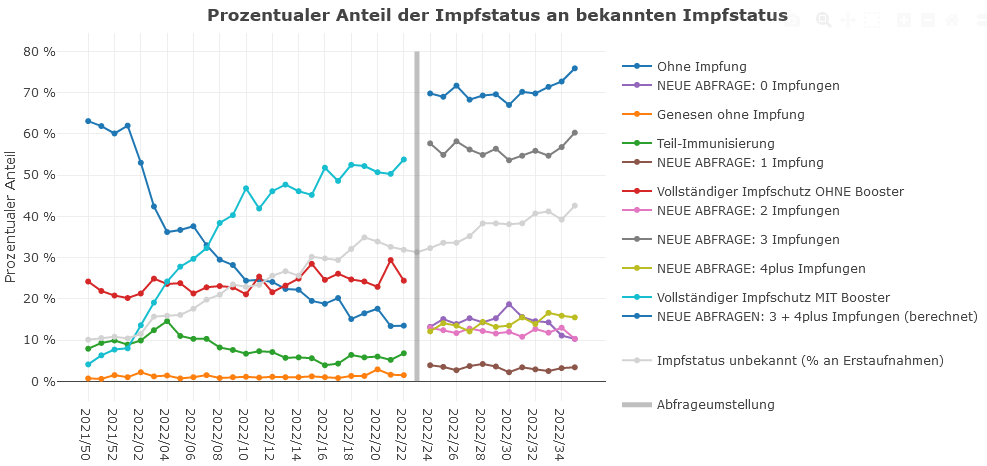 Prozentualer Anteil der Impfstatus an bekannten Impfstatus
Prozentualer Anteil
80 %
70 %
60 %
50 %
40 %
30 %
20 %
10 %
0 %
2021/50
2021/52
2022/02
2022/04
2022/06
2022/08
2022/10
2022/12
2022/14
2022/16
2022/18
2022/20
2022/22
2022/24
2022/26
2022/28
2022/30
2022/32
2022/34
Ohne Impfung
NEUE ABFRAGE: 0 Impfungen
Genesen ohne Impfung
Teil-Immunisierung
NEUE ABFRAGE: 1 Impfung
Vollständiger Impfschutz OHNE Booster
NEUE ABFRAGE: 2 Impfungen
NEUE ABFRAGE: 3 Impfungen
NEUE ABFRAGE: 4plus Impfungen
Vollständiger Impfschutz MIT Booster
NEUE ABFRAGEN: 3 + 4plus Impfungen (berechnet)
Impfstatus unbekannt (% an Erstaufnahmen)
Abfrageumstellung